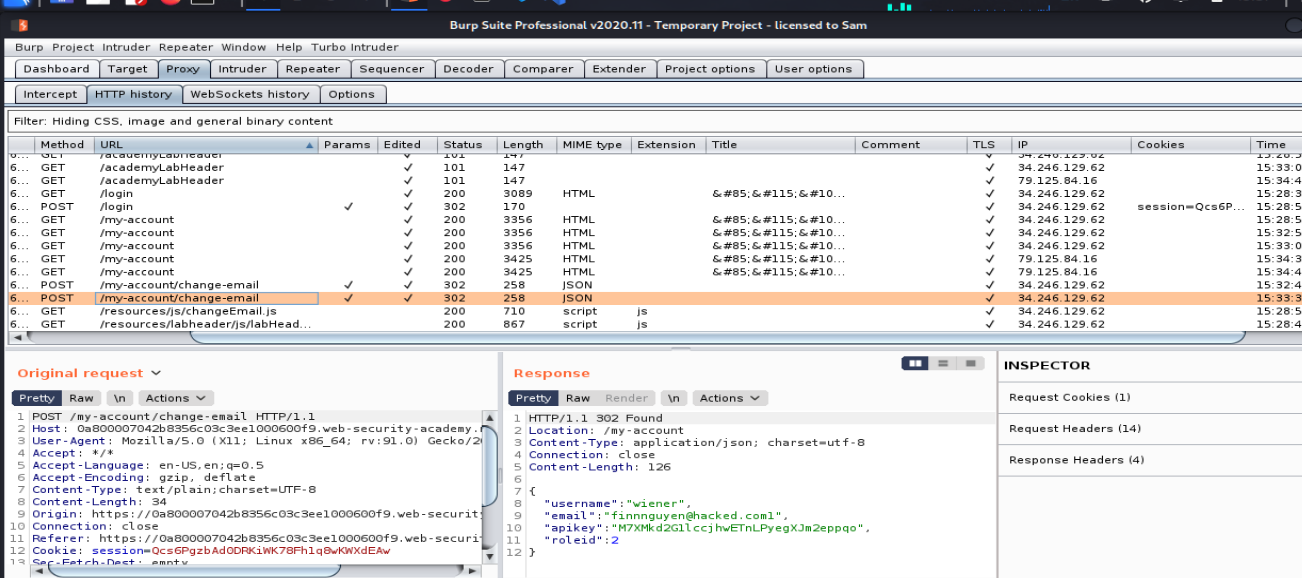 Burp Suite Professional v2020.11 - Temporary Project - licensed to Sam
Burp Project Intruder Repeater Window Help Turbo Intruder
Dashboard Target Proxy Intruder Repeater Sequencer Decoder Comparer Extender Project options User options
Intercept HTTP history WebSockets history Options
Filter: Hiding CSS, image and general binary content
Method URL Params Edited Status Length MIME type Extension Title Comment TLS IP Cookies Time
6... GET /academyLabHeader ✓ 101 147 ✓ 34.246.129.62 15:28:5
6... GET /academyLabHeader ✓ 101 147 ✓ 34.246.129.62 15:33:0
6... GET /academyLabHeader ✓ 101 147 ✓ 79.125.84.16 15:34:4
6... GET /login ✓ 200 3089 HTML &#85;&#115;&#10... ✓ 34.246.129.62 15:28:3
6... POST /login ✓ ✓ 302 170 ✓ 34.246.129.62 session=Qcs6P... 15:28:5
6... GET /my-account ✓ 200 3356 HTML &#85;&#115;&#10... ✓ 34.246.129.62 15:28:5
6... GET /my-account ✓ 200 3356 HTML &#85;&#115;&#10... ✓ 34.246.129.62 15:32:5
6... GET /my-account ✓ 200 3356 HTML &#85;&#115;&#10... ✓ 34.246.129.62 15:33:0
6... GET /my-account ✓ 200 3425 HTML &#85;&#115;&#10... ✓ 79.125.84.16 15:34:3
6... GET /my-account ✓ 200 3425 HTML &#85;&#115;&#10... ✓ 79.125.84.16 15:34:4
6... POST /my-account/change-email ✓ ✓ 302 258 JSON ✓ 34.246.129.62 15:32:4
6... POST /my-account/change-email ✓ ✓ 302 258 JSON ✓ 34.246.129.62 15:33:3
6... GET /resources/js/changeEmail.js 200 710 script js ✓ 34.246.129.62 15:28:5
6... GET /resources/labheader/js/labHead... 200 867 script js ✓ 34.246.129.62 15:28:4
Original request
Pretty Raw \n Actions
1 POST /my-account/change-email HTTP/1.1
2 Host: 0a800007042b8356c03c3ee1000600f9.web-security-academy.n
3 User-Agent: Mozilla/5.0 (X11; Linux x86_64; rv:91.0) Gecko/20
4 Accept: */*
5 Accept-Language: en-US,en;q=0.5
6 Accept-Encoding: gzip, deflate
7 Content-Type: text/plain;charset=UTF-8
8 Content-Length: 34
9 Origin: https://0a800007042b8356c03c3ee1000600f9.web-security
10 Connection: close
11 Referer: https://0a800007042b8356c03c3ee1000600f9.web-securi
12 Cookie: session=Qcs6PgzbAdODRKiWK78Fh1q8wKWXdEAw
13 Sec-Fetch-Dest: empty
Response
Pretty Raw Render \n Actions
1 HTTP/1.1 302 Found
2 Location: /my-account
3 Content-Type: application/json; charset=utf-8
4 Connection: close
5 Content-Length: 126
6
7 {
8 "username":"wiener",
9 "email":"finnnguyen@hacked.com1",
10 "apikey":"M7XMkd2GllccjhwETnLPyegXJm2eppqo",
11 "roleid":2
12 }
INSPECTOR
Request Cookies (1)
Request Headers (14)
Response Headers (4)